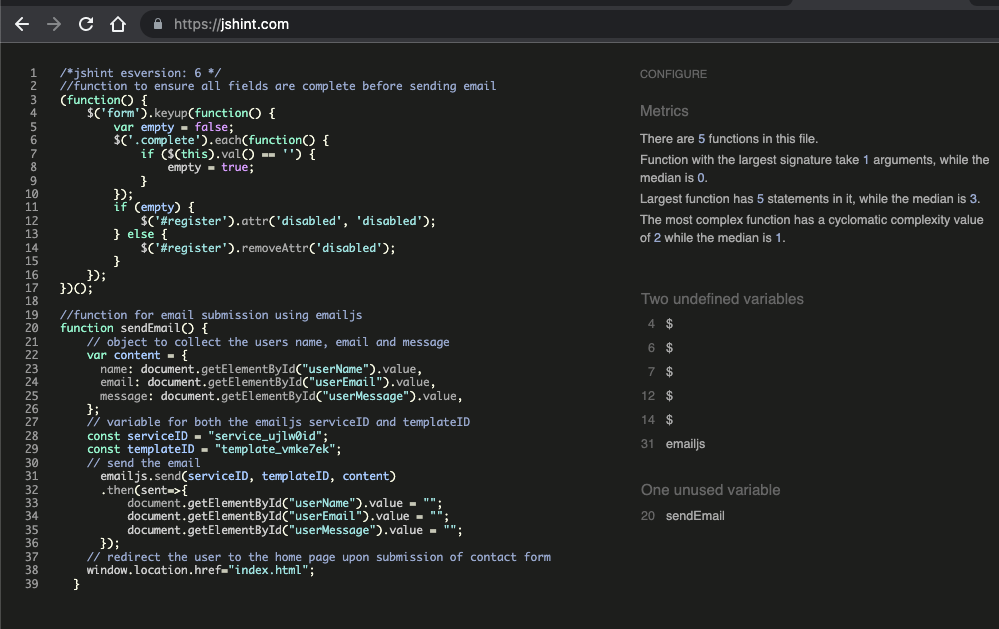 https://jshint.com
1 /*jshint esversion: 6 */
2 //function to ensure all fields are complete before sending email
3 (function() {
4 $('form').keyup(function() {
5 var empty = false;
6 $('.complete').each(function() {
7 if ($(this).val() == '') {
8 empty = true;
9 }
10 });
11 if (empty) {
12 $('#register').attr('disabled', 'disabled');
13 } else {
14 $('#register').removeAttr('disabled');
15 }
16 });
17 })();
18
19 //function for email submission using emailjs
20 function sendEmail() {
21 // object to collect the users name, email and message
22 var content = {
23 name: document.getElementById("userName").value,
24 email: document.getElementById("userEmail").value,
25 message: document.getElementById("userMessage").value,
26 };
27 // variable for both the emailjs serviceID and templateID
28 const serviceID = "service_ujlw0id";
29 const templateID = "template_vmke7ek";
30 // send the email
31 emailjs.send(serviceID, templateID, content)
32 .then(sent=>{
33 document.getElementById("userName").value = "";
34 document.getElementById("userEmail").value = "";
35 document.getElementById("userMessage").value = "";
36 });
37 // redirect the user to the home page upon submission of contact form
38 window.location.href="index.html";
39 }
CONFIGURE
Metrics
There are 5 functions in this file.
Function with the largest signature take 1 arguments, while the
median is 0.
Largest function has 5 statements in it, while the median is 3.
The most complex function has a cyclomatic complexity value
of 2 while the median is 1.
Two undefined variables
4 $
6 $
7 $
12 $
14 $
31 emailjs
One unused variable
20 sendEmail